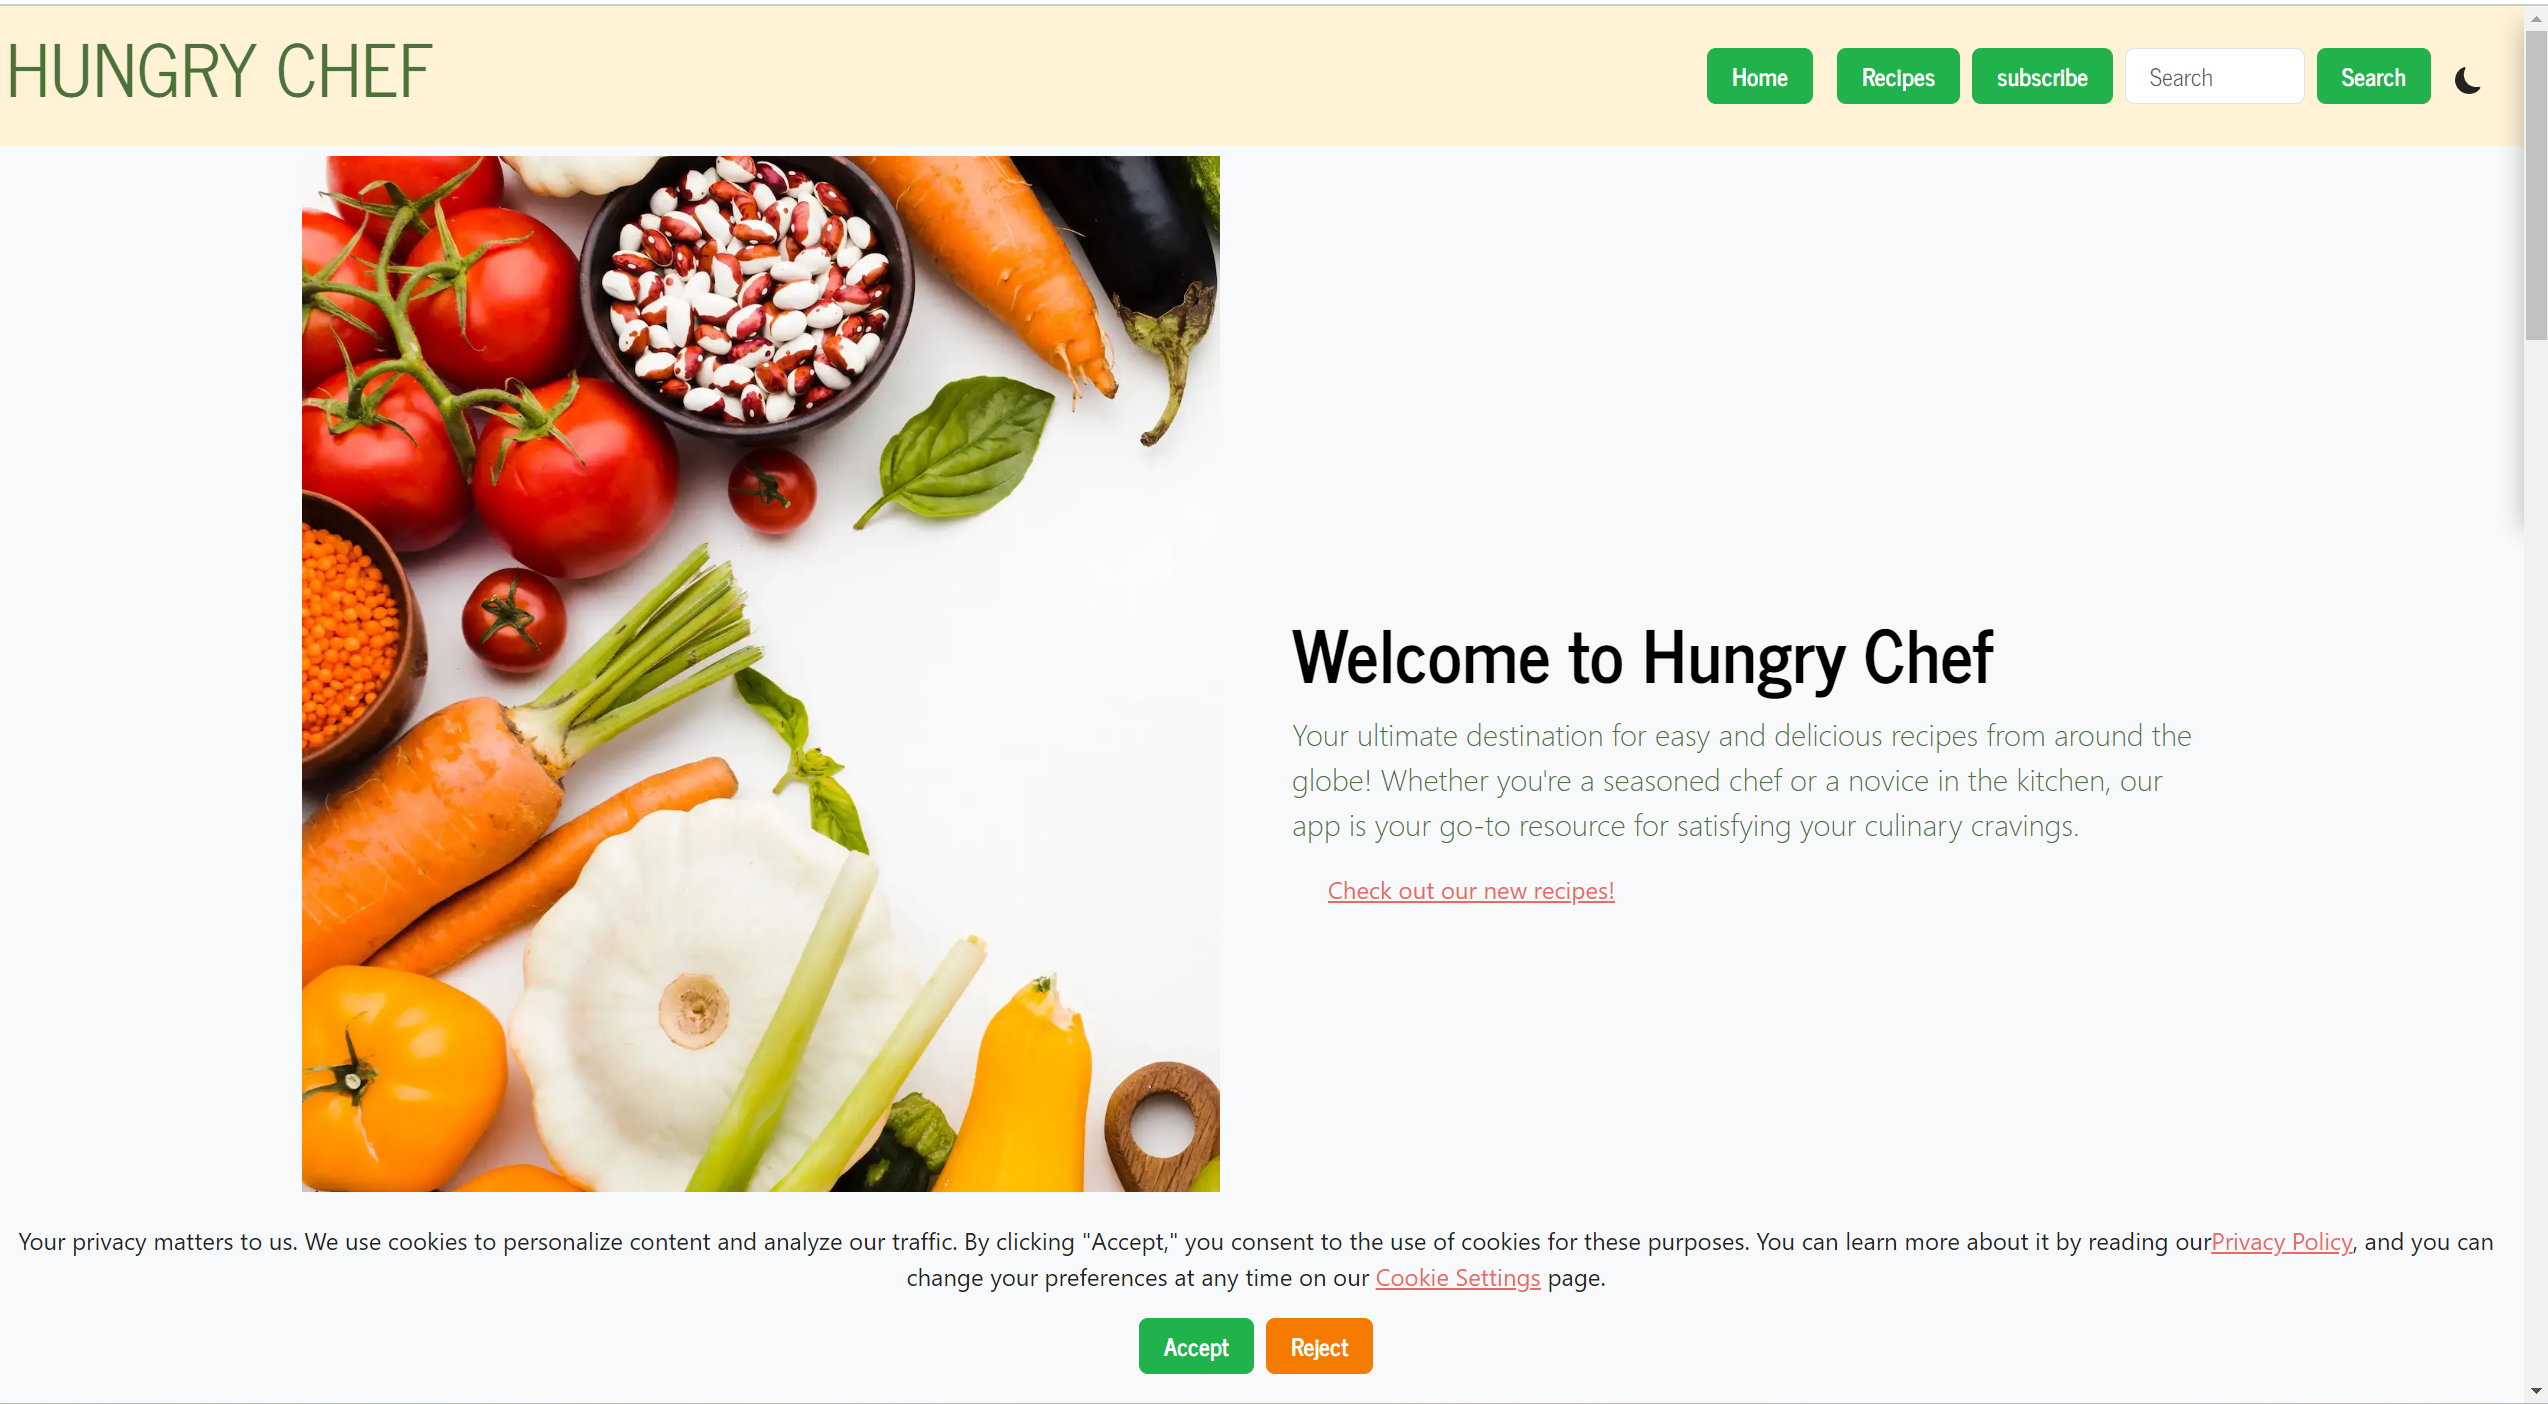 HUNGRY CHEF
Home
Recipes
subscribe
Search
Search
Welcome to Hungry Chef
Your ultimate destination for easy and delicious recipes from around the
globe! Whether you're a seasoned chef or a novice in the kitchen, our
app is your go-to resource for satisfying your culinary cravings.
Check out our new recipes!
Your privacy matters to us. We use cookies to personalize content and analyze our traffic. By clicking "Accept," you consent to the use of cookies for these purposes. You can learn more about it by reading ourPrivacy Policy, and you can
change your preferences at any time on our Cookie Settings page.
Accept
Reject